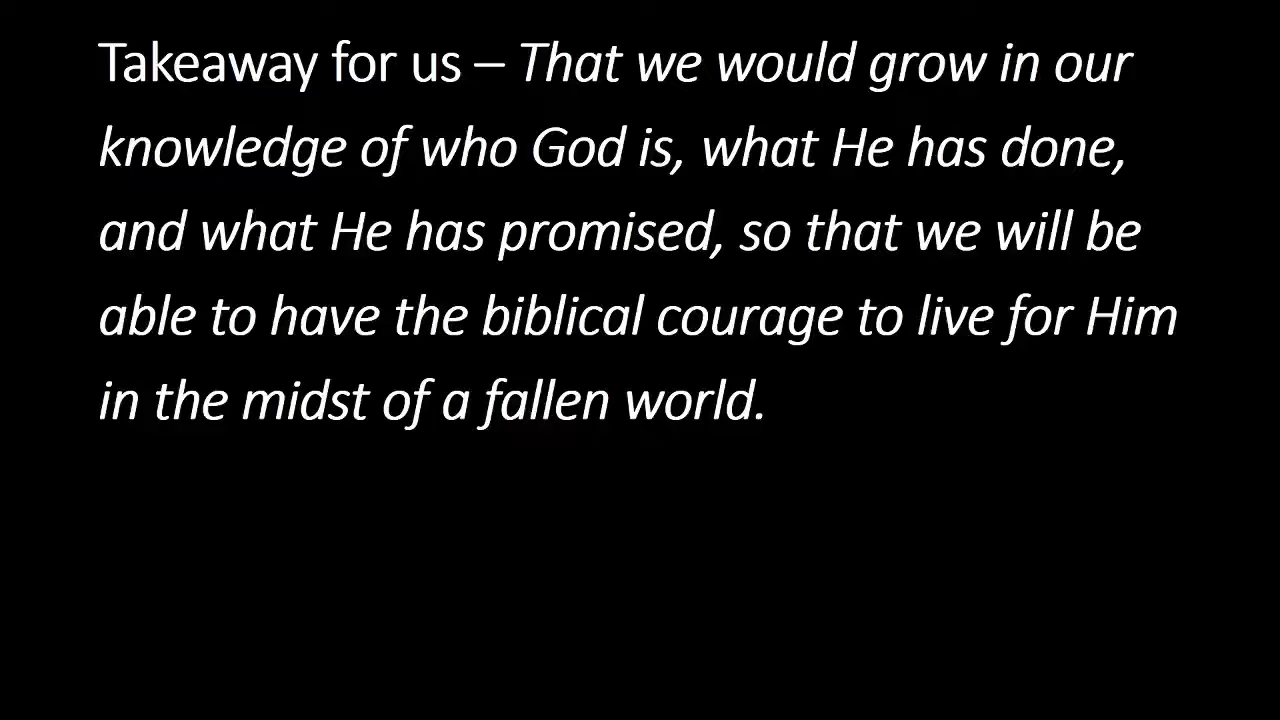 Takeaway for us – That we would grow in our
knowledge of who God is, what He has done,
and what He has promised, so that we will be
able to have the biblical courage to live for Him
in the midst of a fallen world.